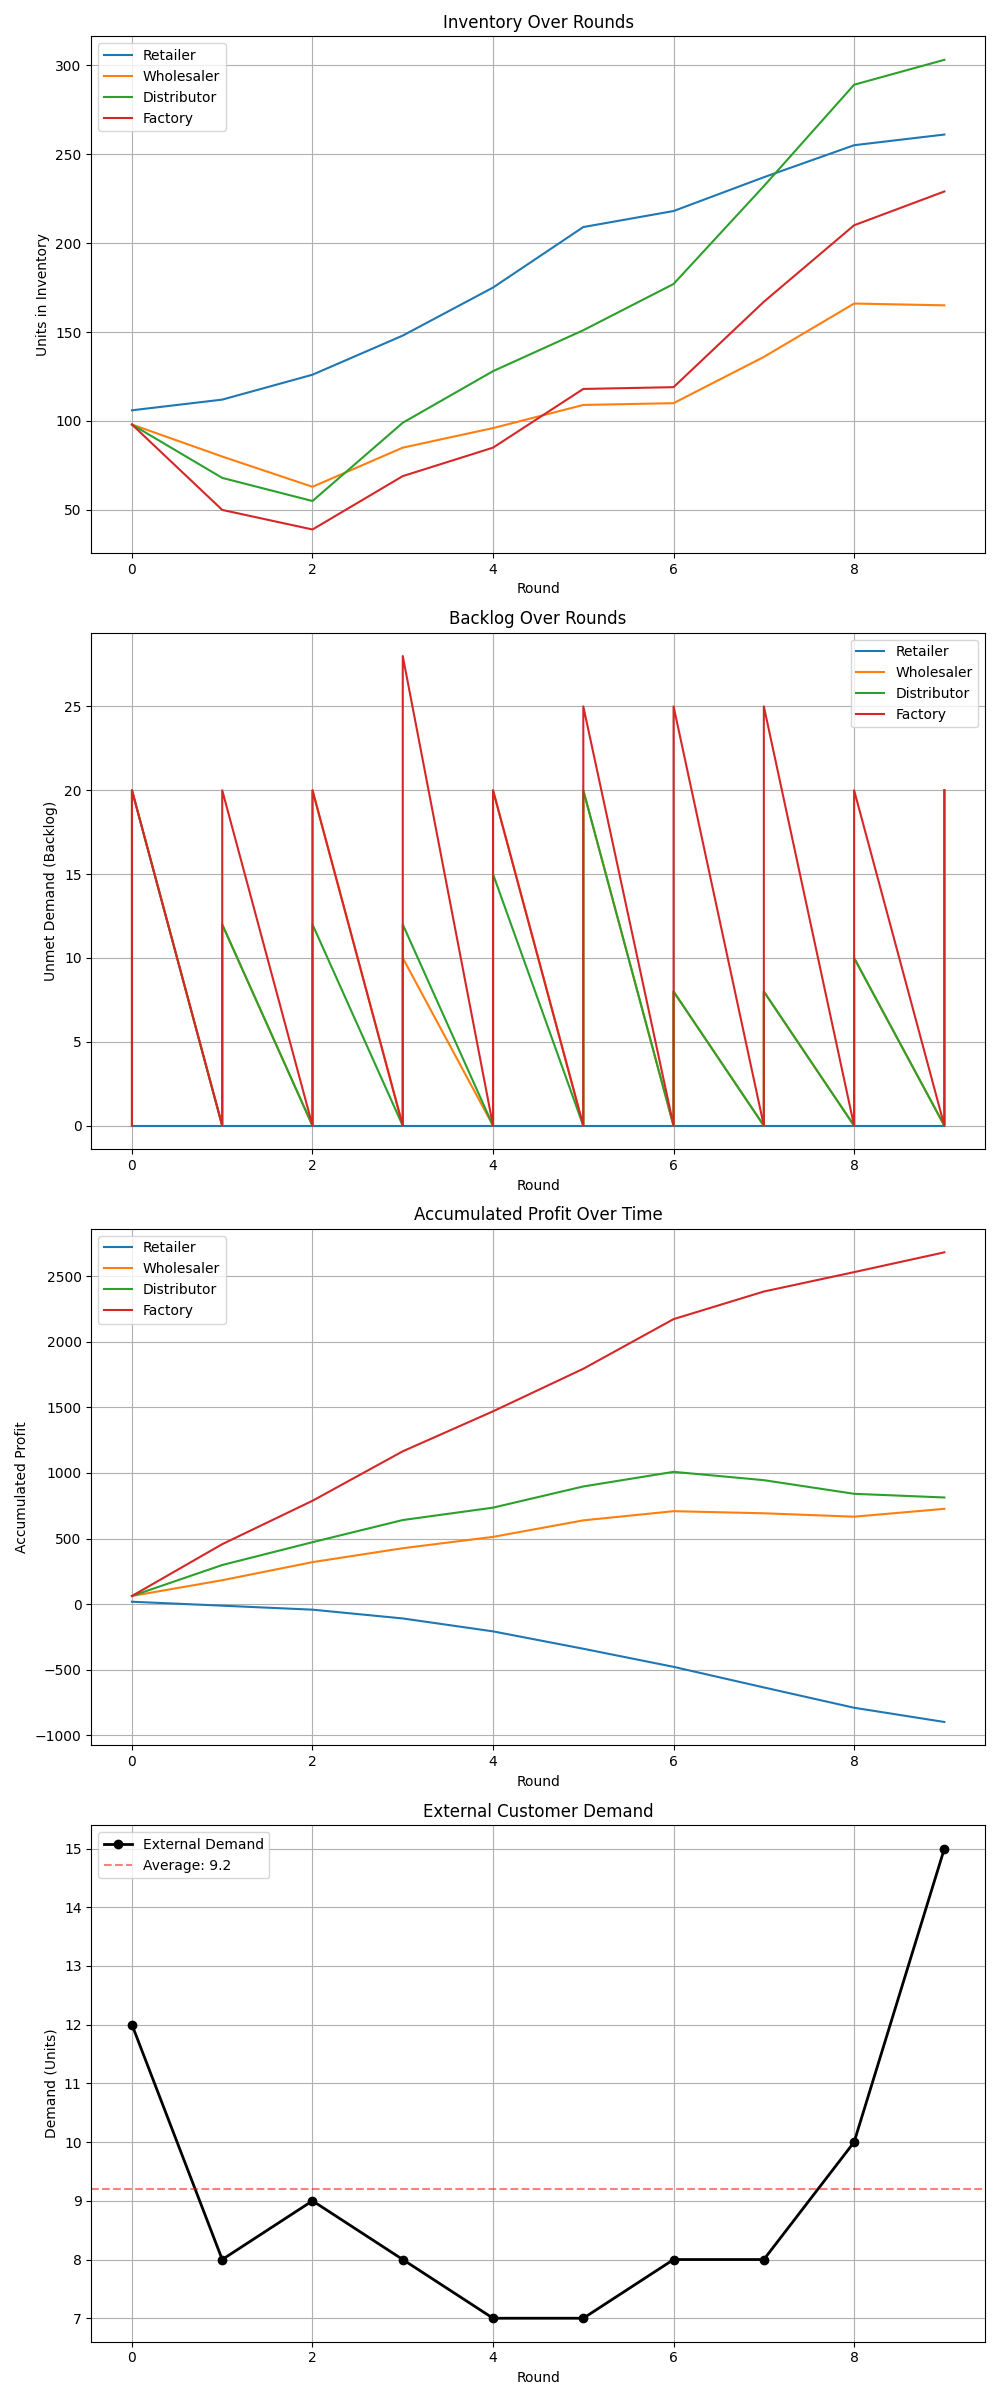 Inventory Over Rounds
Retailer
Wholesaler
Distributor
Factory
300
250
200
150
100
50
Units in Inventory
0 2 4 6 8
Round
Backlog Over Rounds
Retailer
Wholesaler
Distributor
Factory
25
20
15
10
5
0
Unmet Demand (Backlog)
0 2 4 6 8
Round
Accumulated Profit Over Time
Retailer
Wholesaler
Distributor
Factory
2500
2000
1500
1000
500
0
−500
−1000
Accumulated Profit
0 2 4 6 8
Round
External Customer Demand
External Demand
Average: 9.2
15
14
13
12
11
10
9
8
7
Demand (Units)
0 2 4 6 8
Round